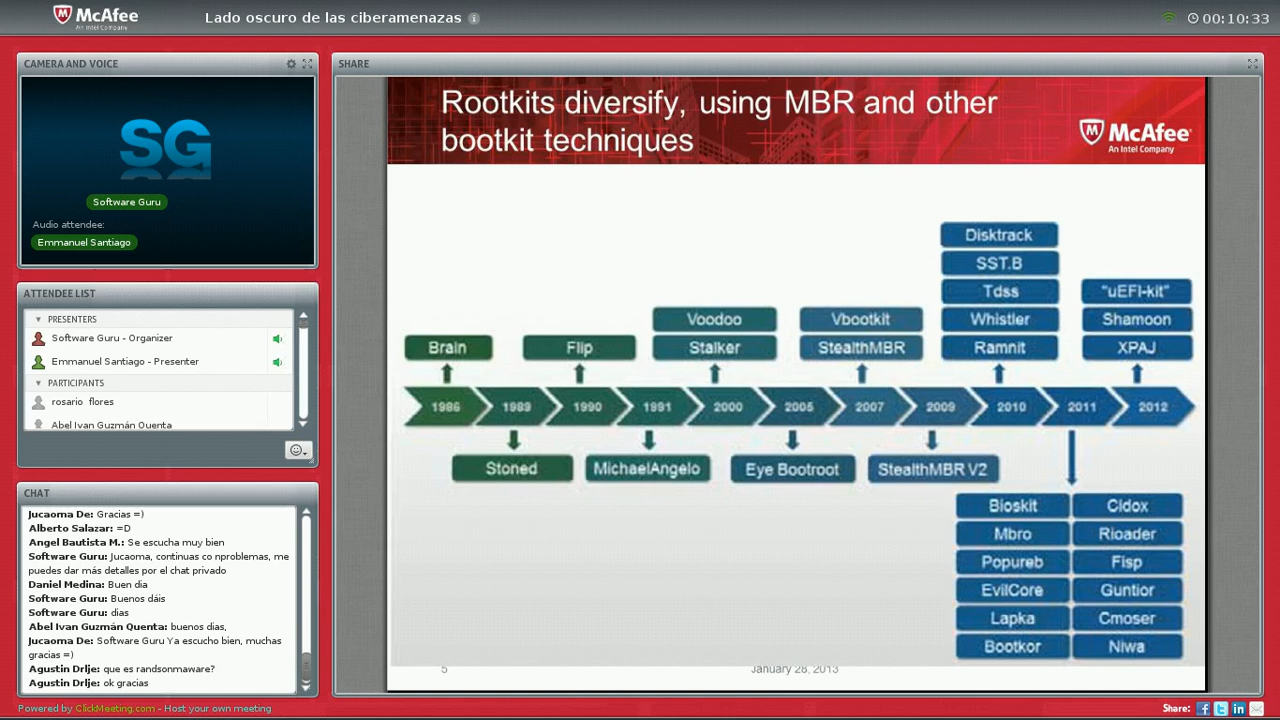 McAfee
An Intel Company
Lado oscuro de las ciberamenazas
00:10:33
CAMERA AND VOICE
SG
Software Guru
Audio attendee:
Emmanuel Santiago
ATTENDEE LIST
PRESENTERS
Software Guru - Organizer
Emmanuel Santiago - Presenter
PARTICIPANTS
rosario flores
Abel Ivan Guzmán Quenta
CHAT
Jucaoma De: Gracias =)
Alberto Salazar: =D
Angel Bautista M.: Se escucha muy bien
Software Guru: Jucaoma, continuas co nproblemas, me
puedes dar más detalles por el chat privado
Daniel Medina: Buen dia
Software Guru: Buenos dáis
Software Guru: dias
Abel Ivan Guzmán Quenta: buenos dias,
Jucaoma De: Software Guru Ya escucho bien, muchas
gracias =)
Agustin Drlje: que es randsonmaware?
Agustin Drlje: ok gracias
SHARE
Rootkits diversify, using MBR and other
bootkit techniques
McAfee
An Intel Company
Disktrack
SST.B
Tdss "uEFI-kit"
Voodoo Vbootkit Whistler Shamoon
Brain Flip Stalker StealthMBR Ramnit XPAJ
1986 1989 1990 1991 2000 2005 2007 2009 2010 2011 2012
Stoned MichaelAngelo Eye Bootroot StealthMBR V2
Bioskit Cidox
Mbro Rloader
Popureb Fisp
EvilCore Guntior
Lapka Cmoser
Bootkor Niwa
5 January 28, 2013
Powered by ClickMeeting.com - Host your own meeting
Share: